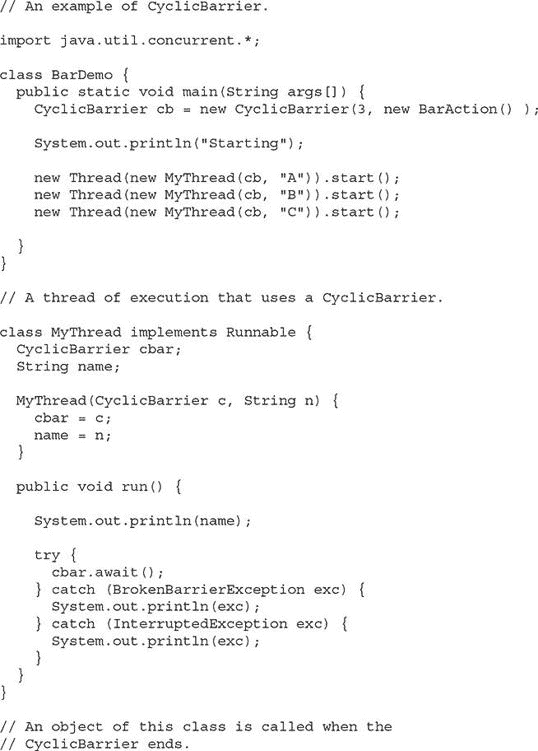 // An example of CyclicBarrier.
import java.util.concurrent.*;
class BarDemo {
public static void main(String args[]) {
CyclicBarrier cb = new CyclicBarrier(3, new BarAction() );
System.out.println("Starting");
new Thread(new MyThread(cb, "A")).start();
new Thread(new MyThread(cb, "B")).start();
new Thread(new MyThread(cb, "C")).start();
}
}
// A thread of execution that uses a CyclicBarrier.
class MyThread implements Runnable {
CyclicBarrier cbar;
String name;
MyThread(CyclicBarrier c, String n) {
cbar = c;
name = n;
}
public void run() {
System.out.println(name);
try {
cbar.await();
} catch (BrokenBarrierException exc) {
System.out.println(exc);
} catch (InterruptedException exc) {
System.out.println(exc);
}
}
}
// An object of this class is called when the
// CyclicBarrier ends.